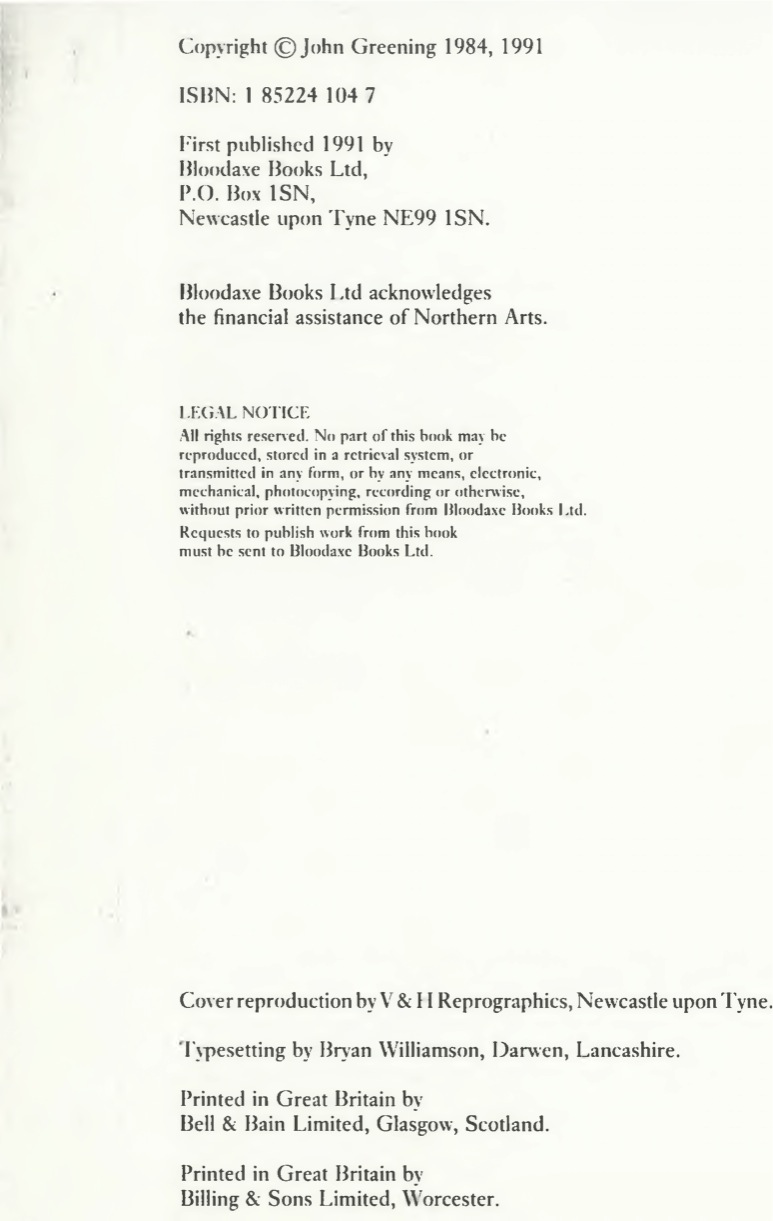 Copyright © John Greening 1984, 1991
ISBN: 1 85224 104 7
First published 1991 by
Bloodaxe Books Ltd,
P.O. Box 1SN,
Newcastle upon Tyne NE99 1SN.
Bloodaxe Books Ltd acknowledges
the financial assistance of Northern Arts.
LEGAL NOTICE
All rights reserved. No part of this book may be
reproduced, stored in a retrieval system, or
transmitted in any form, or by any means, electronic,
mechanical, photocopying, recording or otherwise,
without prior written permission from Bloodaxe Books Ltd.
Requests to publish work from this book
must be sent to Bloodaxe Books Ltd.
Cover reproduction by V & H Reprographics, Newcastle upon Tyne.
Typesetting by Bryan Williamson, Darwen, Lancashire.
Printed in Great Britain by
Bell & Bain Limited, Glasgow, Scotland.
Printed in Great Britain by
Billing & Sons Limited, Worcester.